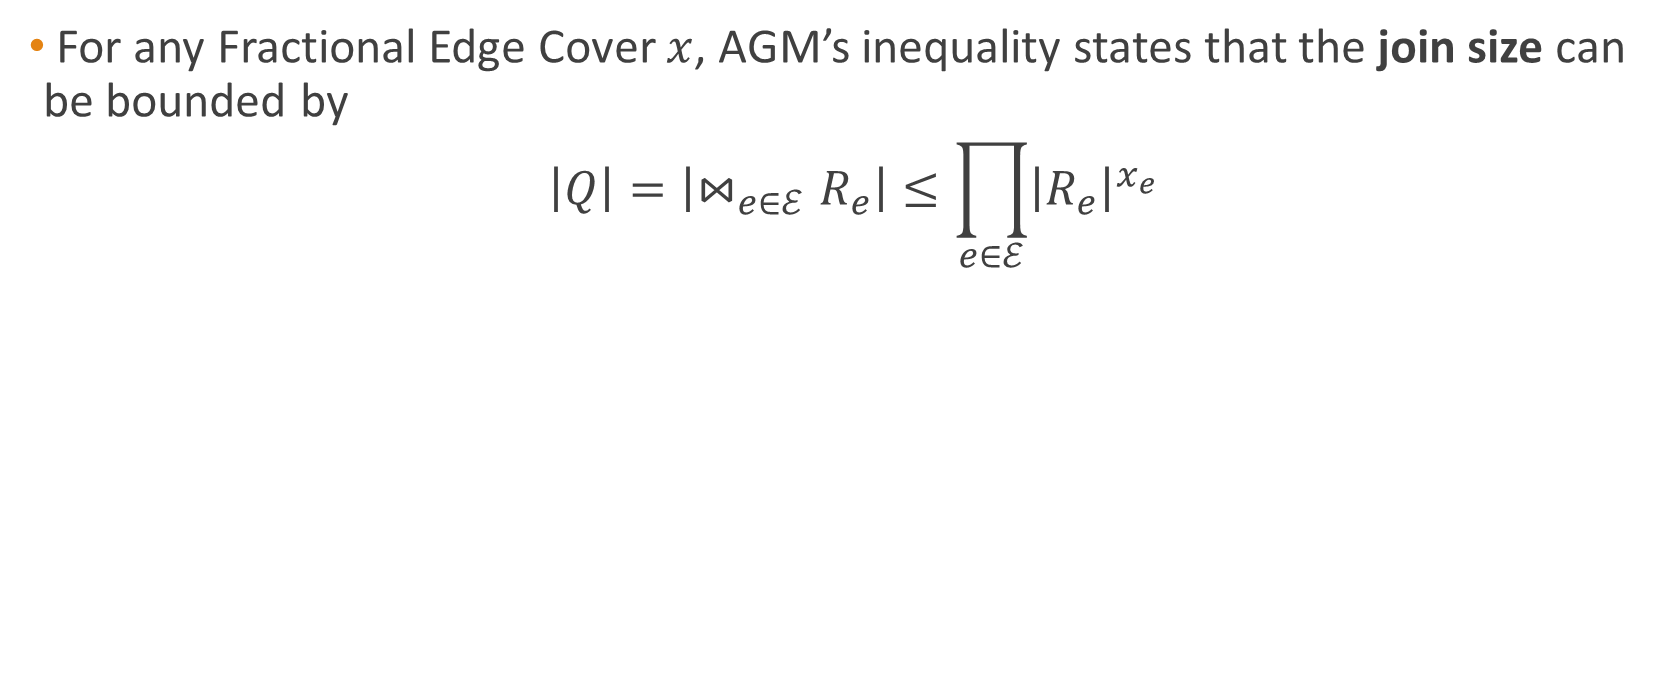 • For any Fractional Edge Cover 𝑥, AGM’s inequality states that the join size can
be bounded by
|𝑄| = |⋈_{𝑒∈ℰ} 𝑅_𝑒| ≤ ∏_{𝑒∈ℰ} |𝑅_𝑒|^{𝑥_𝑒}